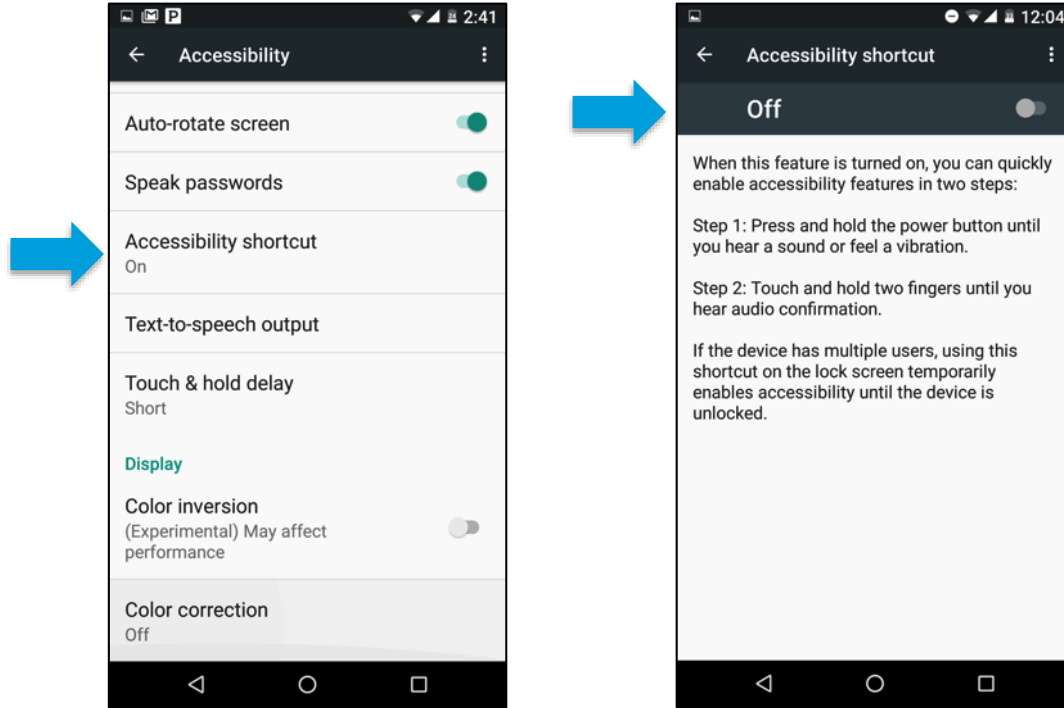 P 2:41
Accessibility
Auto-rotate screen
Speak passwords
Accessibility shortcut
On
Text-to-speech output
Touch & hold delay
Short
Display
Color inversion
(Experimental) May affect
performance
Color correction
Off
12:04
Accessibility shortcut
Off
When this feature is turned on, you can quickly
enable accessibility features in two steps:
Step 1: Press and hold the power button until
you hear a sound or feel a vibration.
Step 2: Touch and hold two fingers until you
hear audio confirmation.
If the device has multiple users, using this
shortcut on the lock screen temporarily
enables accessibility until the device is
unlocked.